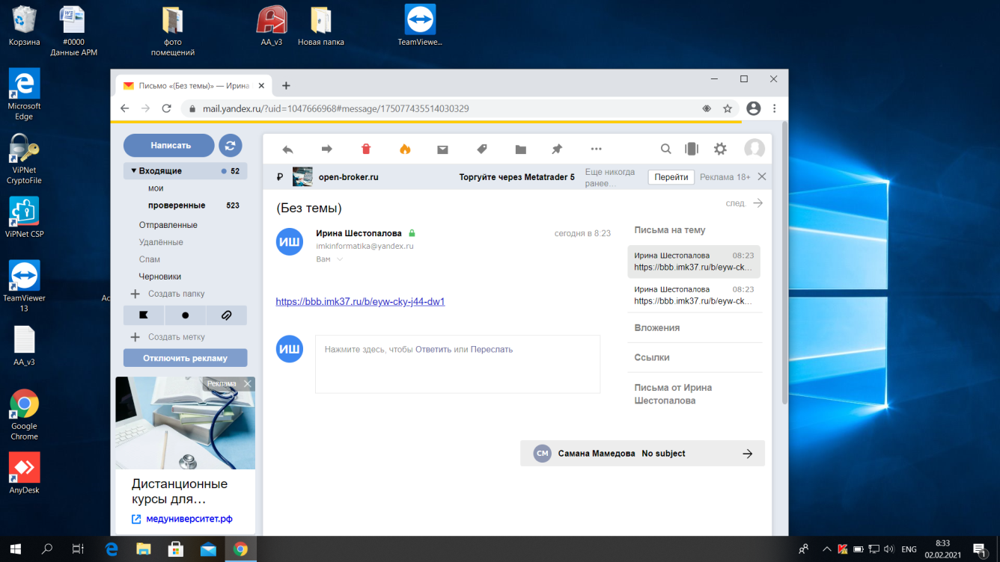 Корзина
#0000
Данные АРМ
фото
помещений
AA_v3
Новая папка
TeamViewe...
Microsoft
Edge
ViPNet
CryptoFile
ViPNet CSP
TeamViewer
13
Ac
AA_v3
Google
Chrome
AnyDesk
Письмо «(Без темы)» — Ирина
mail.yandex.ru/?uid=1047666968#message/175077435514030329
Написать
Входящие 52
мои
проверенные 523
Отправленные
Удалённые
Спам
Черновики
Создать папку
Создать метку
Отключить рекламу
Реклама
Дистанционные
курсы для...
медуниверситет.рф
₽ open-broker.ru Торгуйте через Metatrader 5 Еще никогда
ранее...
Перейти Реклама 18+
(Без темы)
след.
ИШ Ирина Шестопалова сегодня в 8:23
imkinformatika@yandex.ru
Вам
https://bbb.imk37.ru/b/eyw-cky-j44-dw1
ИШ Нажмите здесь, чтобы Ответить или Переслать
Письма на тему
Ирина Шестопалова 08:23
https://bbb.imk37.ru/b/eyw-ck...
Ирина Шестопалова 08:23
https://bbb.imk37.ru/b/eyw-ck...
Вложения
Ссылки
Письма от Ирина
Шестопалова
СМ Самана Мамедова No subject
ENG
8:33
02.02.2021
1